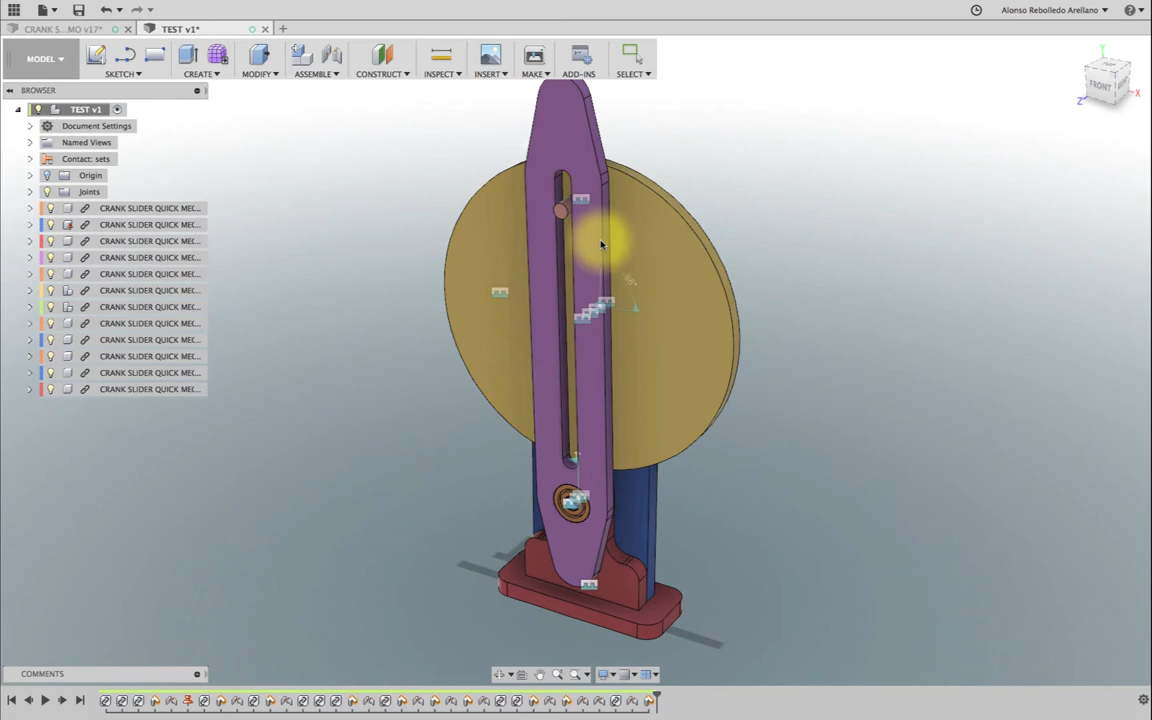 Alonso Rebolledo Arellano
CRANK S...MO v17*
TEST v1*
MODEL
SKETCH
CREATE
MODIFY
ASSEMBLE
CONSTRUCT
INSPECT
INSERT
MAKE
ADD-INS
SELECT
BROWSER
TEST v1
Document Settings
Named Views
Contact: sets
Origin
Joints
CRANK SLIDER QUICK MEC...
CRANK SLIDER QUICK MEC...
CRANK SLIDER QUICK MEC...
CRANK SLIDER QUICK MEC...
CRANK SLIDER QUICK MEC...
CRANK SLIDER QUICK MEC...
CRANK SLIDER QUICK MEC...
CRANK SLIDER QUICK MEC...
CRANK SLIDER QUICK MEC...
CRANK SLIDER QUICK MEC...
CRANK SLIDER QUICK MEC...
CRANK SLIDER QUICK MEC...
Y
FRONT
X
Z
COMMENTS